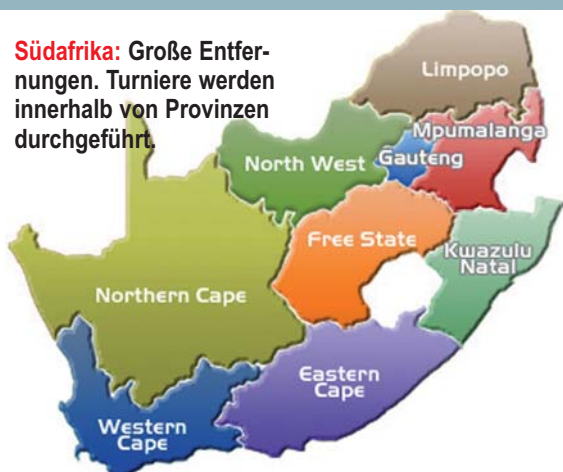 Südafrika: Große Entfer-
nungen. Turniere werden
innerhalb von Provinzen
durchgeführt.
Limpopo
Mpumalanga
Gauteng
North West
Free State
Kwazulu
Natal
Northern Cape
Eastern
Cape
Western
Cape